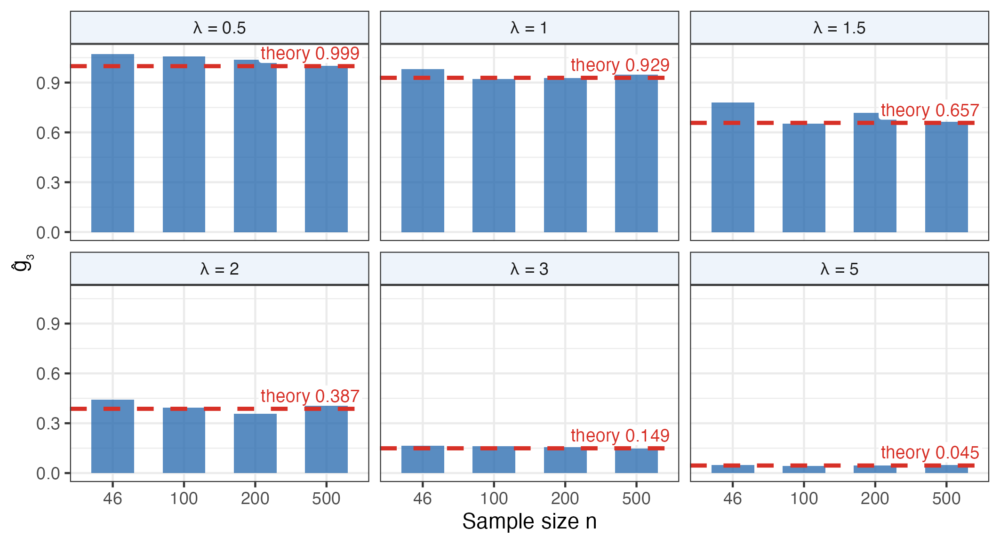 λ = 0.5
λ = 1
λ = 1.5
theory 0.999
theory 0.929
theory 0.657
0.9
0.6
0.3
0.0
ĝ₃
λ = 2
λ = 3
λ = 5
theory 0.387
theory 0.149
theory 0.045
0.9
0.6
0.3
0.0
46 100 200 500
46 100 200 500
46 100 200 500
Sample size n